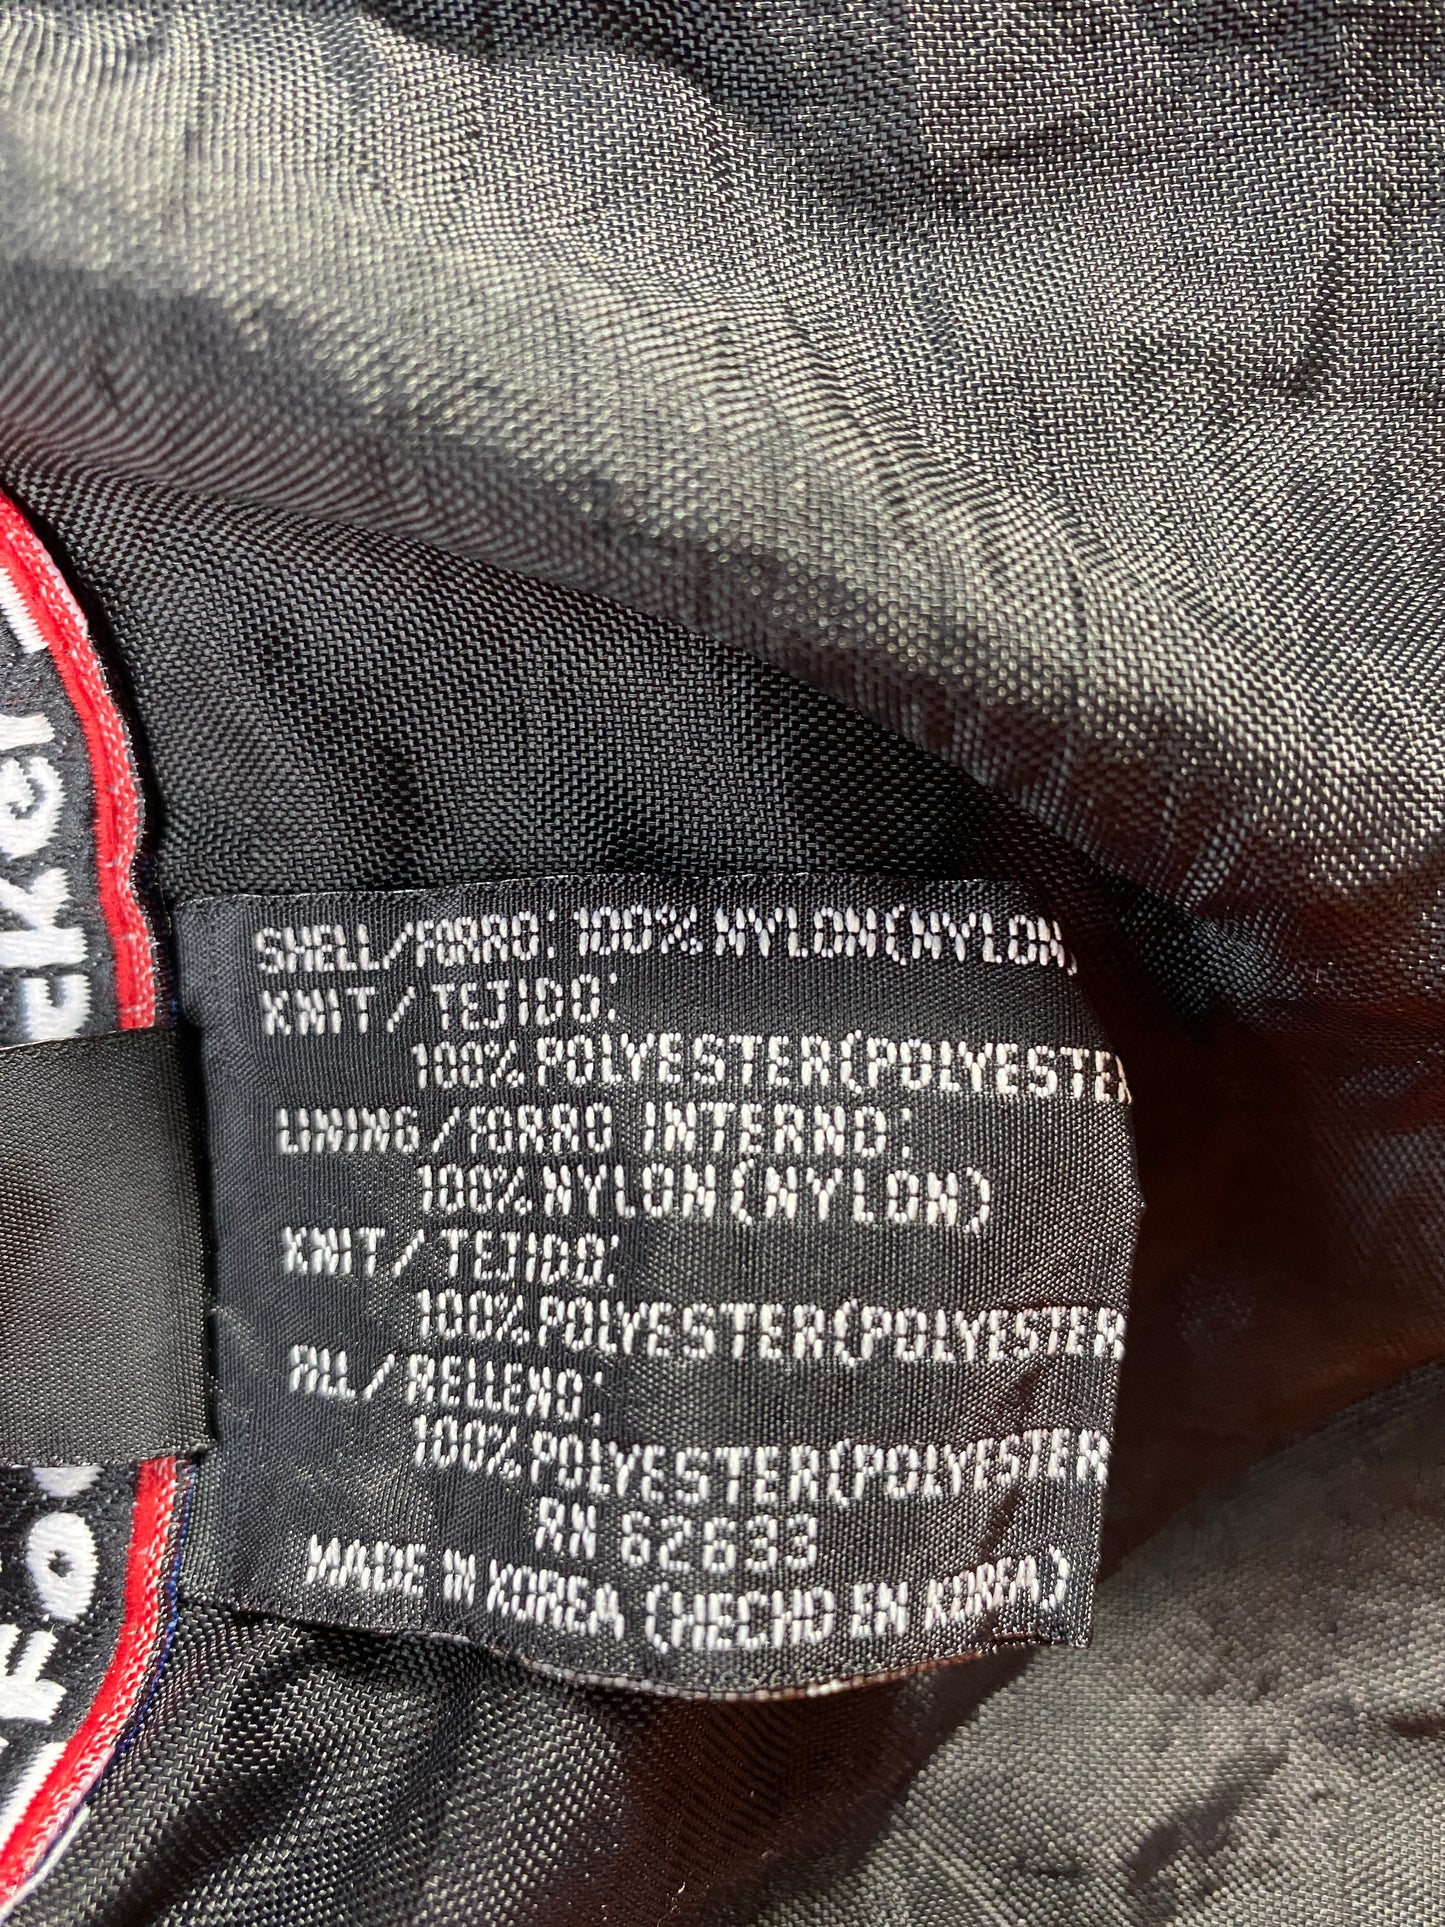 SHELL/FORRO: 100% NYLON(NYLON)
KNIT/TEJIDO:
100% POLYESTER(POLYESTER
LINING/FORRO INTERNO:
100% NYLON(NYLON)
KNIT/TEJIDO:
100% POLYESTER(POLYESTER
FILL/RELLENO:
100% POLYESTER(POLYESTER
RN 62633
MADE IN KOREA (HECHO EN KOREA)